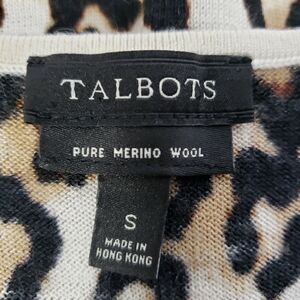 TALBOTS
PURE MERINO WOOL
S
MADE IN
HONG KONG